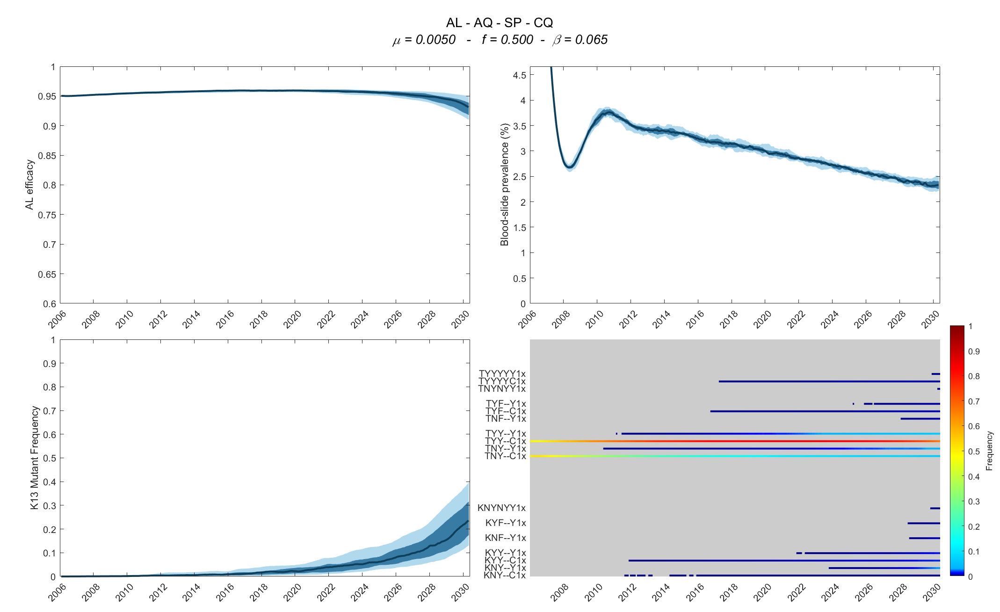 AL - AQ - SP - CQ
μ = 0.0050 - f = 0.500 - β = 0.065
1
0.95
0.9
0.85
0.8
0.75
0.7
0.65
0.6
AL efficacy
2006 2008 2010 2012 2014 2016 2018 2020 2022 2024 2026 2028 2030
4.5
4
3.5
3
2.5
2
1.5
1
0.5
0
Blood-slide prevalence (%)
2006 2008 2010 2012 2014 2016 2018 2020 2022 2024 2026 2028 2030
1
0.9
0.8
0.7
0.6
0.5
0.4
0.3
0.2
0.1
0
K13 Mutant Frequency
2006 2008 2010 2012 2014 2016 2018 2020 2022 2024 2026 2028 2030
TYYYYY1x
TYYYYC1x
TNYNYY1x
TYF--Y1x
TYF--C1x
TNF--Y1x
TYY--Y1x
TYY--C1x
TNY--Y1x
TNY--C1x
KNYNYY1x
KYF--Y1x
KNF--Y1x
KYY--Y1x
KYY--C1x
KNY--Y1x
KNY--C1x
2008 2010 2012 2014 2016 2018 2020 2022 2024 2026 2028 2030
1
0.9
0.8
0.7
0.6
0.5
0.4
0.3
0.2
0.1
0
Frequency